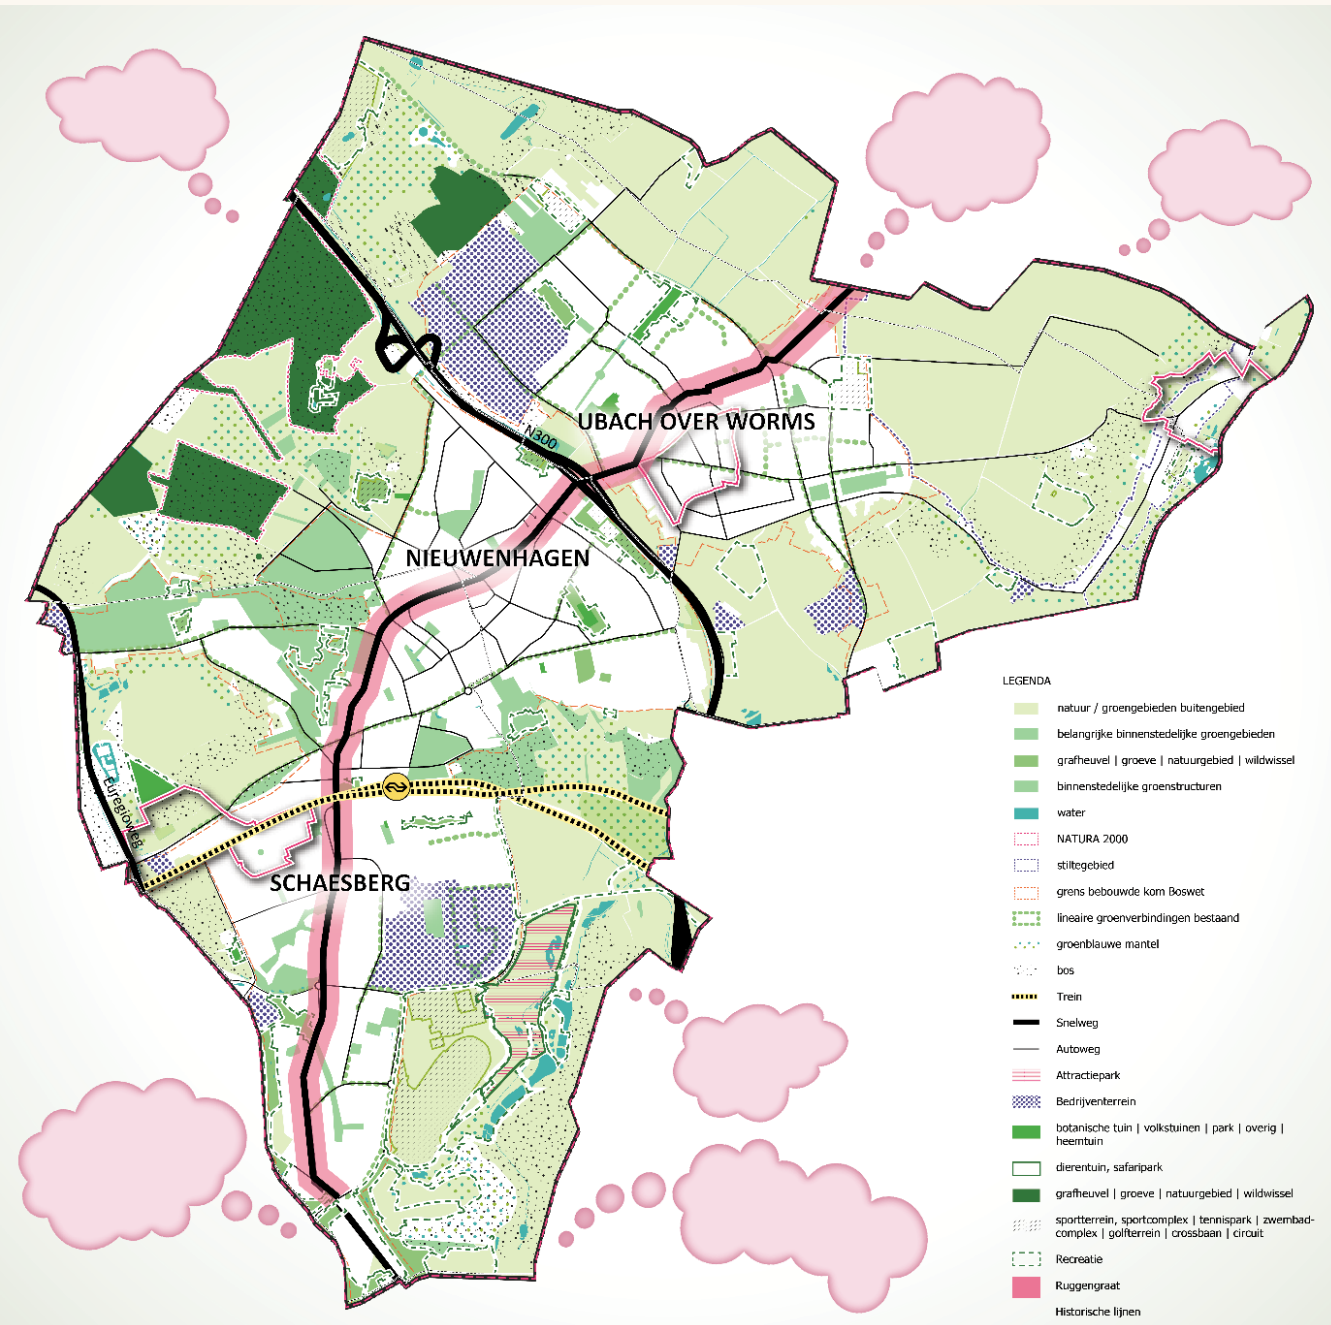 UBACH OVER WORMS
N300
NIEUWENHAGEN
Euregioweg
SCHAESBERG
LEGENDA
natuur / groengebieden buitengebied
belangrijke binnenstedelijke groengebieden
grafheuvel | groeve | natuurgebied | wildwissel
binnenstedelijke groenstructuren
water
NATURA 2000
stiltegebied
grens bebouwde kom Boswet
lineaire groenverbindingen bestaand
groenblauwe mantel
bos
Trein
Snelweg
Autoweg
Attractiepark
Bedrijventerrein
botanische tuin | volkstuinen | park | overig |
heemtuin
dierentuin, safaripark
grafheuvel | groeve | natuurgebied | wildwissel
sportterrein, sportcomplex | tennispark | zwembad-
complex | golfterrein | crossbaan | circuit
Recreatie
Ruggengraat
Historische lijnen